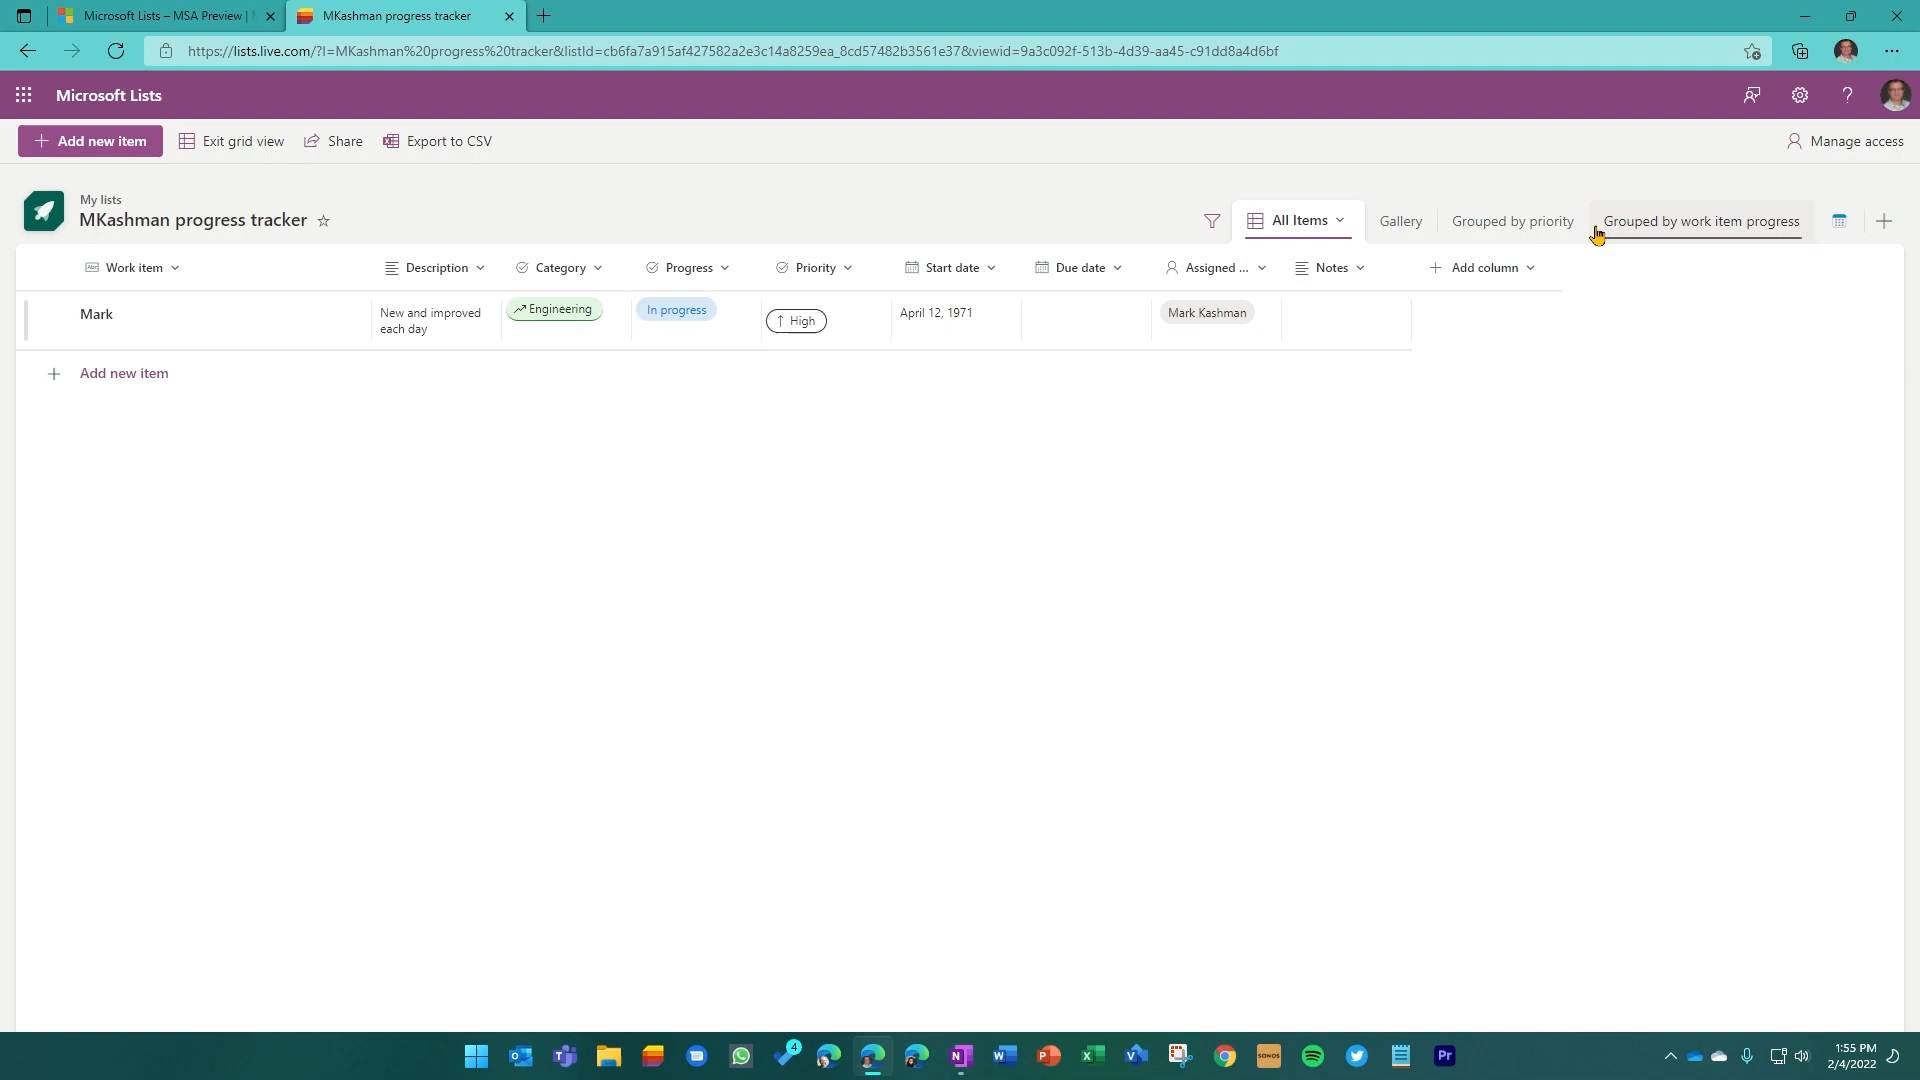 Microsoft Lists – MSA Preview |
MKashman progress tracker
https://lists.live.com/?l=MKashman%20progress%20tracker&listId=cb6fa7a915af427582a2e3c14a8259ea_8cd57482b3561e37&viewid=9a3c092f-513b-4d39-aa45-c91dd8a4d6bf
Microsoft Lists
Add new item
Exit grid view
Share
Export to CSV
Manage access
My lists
MKashman progress tracker
All Items
Gallery
Grouped by priority
Grouped by work item progress
Work item
Description
Category
Progress
Priority
Start date
Due date
Assigned ...
Notes
Add column
Mark
New and improved
each day
Engineering
In progress
High
April 12, 1971
Mark Kashman
Add new item
4
SONOS
Pr
1:55 PM
2/4/2022